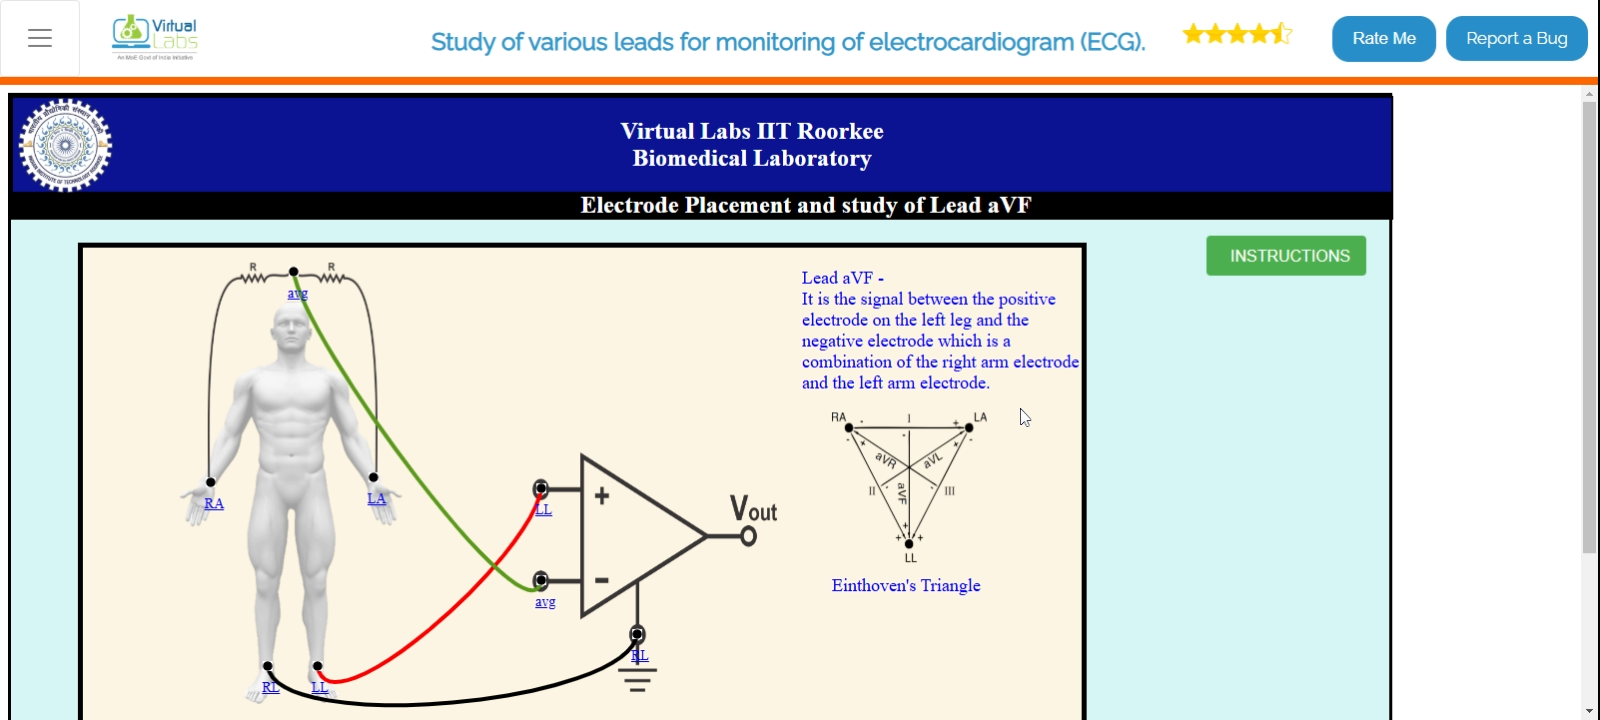 Virtual
Labs
An MoE Govt of India Initiative
Study of various leads for monitoring of electrocardiogram (ECG).
Rate Me
Report a Bug
Virtual Labs IIT Roorkee
Biomedical Laboratory
Electrode Placement and study of Lead aVF
INSTRUCTIONS
R
R
avg
RA
LA
RL
LL
LL
+
avg
−
RL
Vout
Lead aVF -
It is the signal between the positive
electrode on the left leg and the
negative electrode which is a
combination of the right arm electrode
and the left arm electrode.
RA
- I +
LA
- + - + -
aVR
aVL
II
- aVF -
III
+
+ +
LL
Einthoven's Triangle